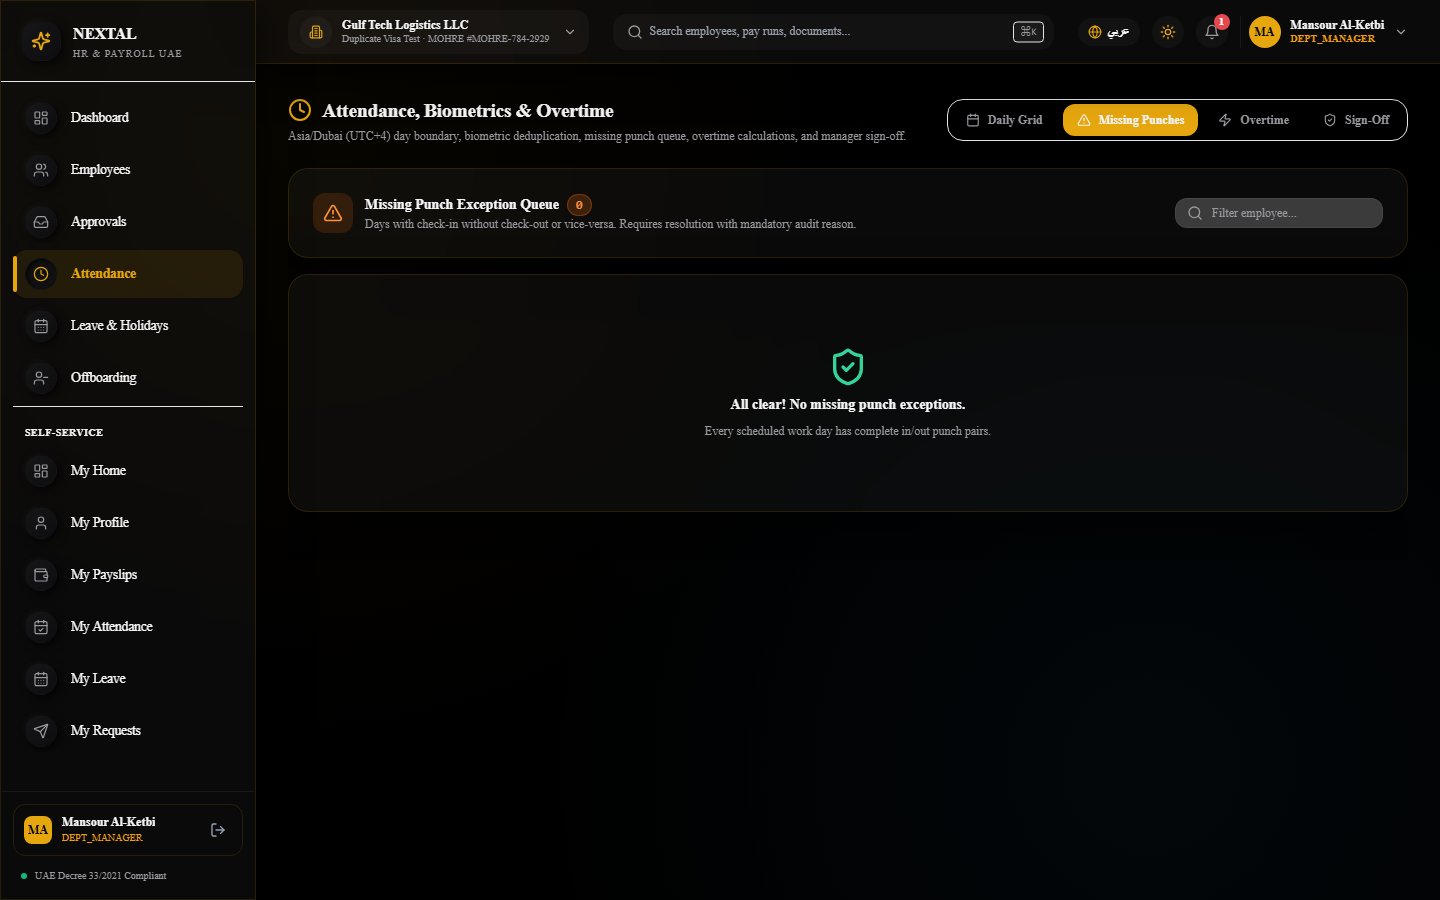 NEXTAL
HR & PAYROLL UAE
Dashboard
Employees
Approvals
Attendance
Leave & Holidays
Offboarding
SELF-SERVICE
My Home
My Profile
My Payslips
My Attendance
My Leave
My Requests
MA
Mansour Al-Ketbi
DEPT_MANAGER
UAE Decree 33/2021 Compliant
Gulf Tech Logistics LLC
Duplicate Visa Test · MOHRE #MOHRE-784-2929
Search employees, pay runs, documents...
⌘K
عربي
1
MA
Mansour Al-Ketbi
DEPT_MANAGER
Attendance, Biometrics & Overtime
Asia/Dubai (UTC+4) day boundary, biometric deduplication, missing punch queue, overtime calculations, and manager sign-off.
Daily Grid
Missing Punches
Overtime
Sign-Off
Missing Punch Exception Queue 0
Days with check-in without check-out or vice-versa. Requires resolution with mandatory audit reason.
Filter employee...
All clear! No missing punch exceptions.
Every scheduled work day has complete in/out punch pairs.